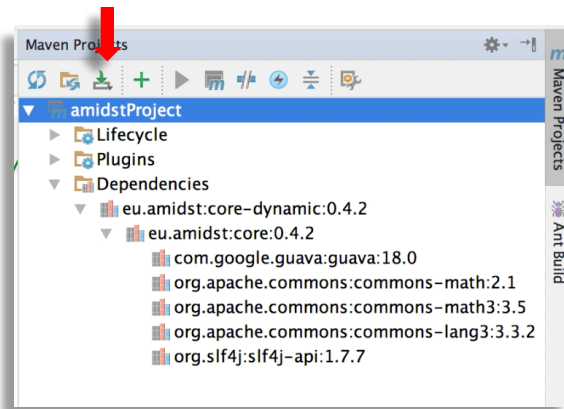 Maven Projects
amidstProject
Lifecycle
Plugins
Dependencies
eu.amidst:core-dynamic:0.4.2
eu.amidst:core:0.4.2
com.google.guava:guava:18.0
org.apache.commons:commons-math:2.1
org.apache.commons:commons-math3:3.5
org.apache.commons:commons-lang3:3.3.2
org.slf4j:slf4j-api:1.7.7
m
Maven Projects
Ant Build